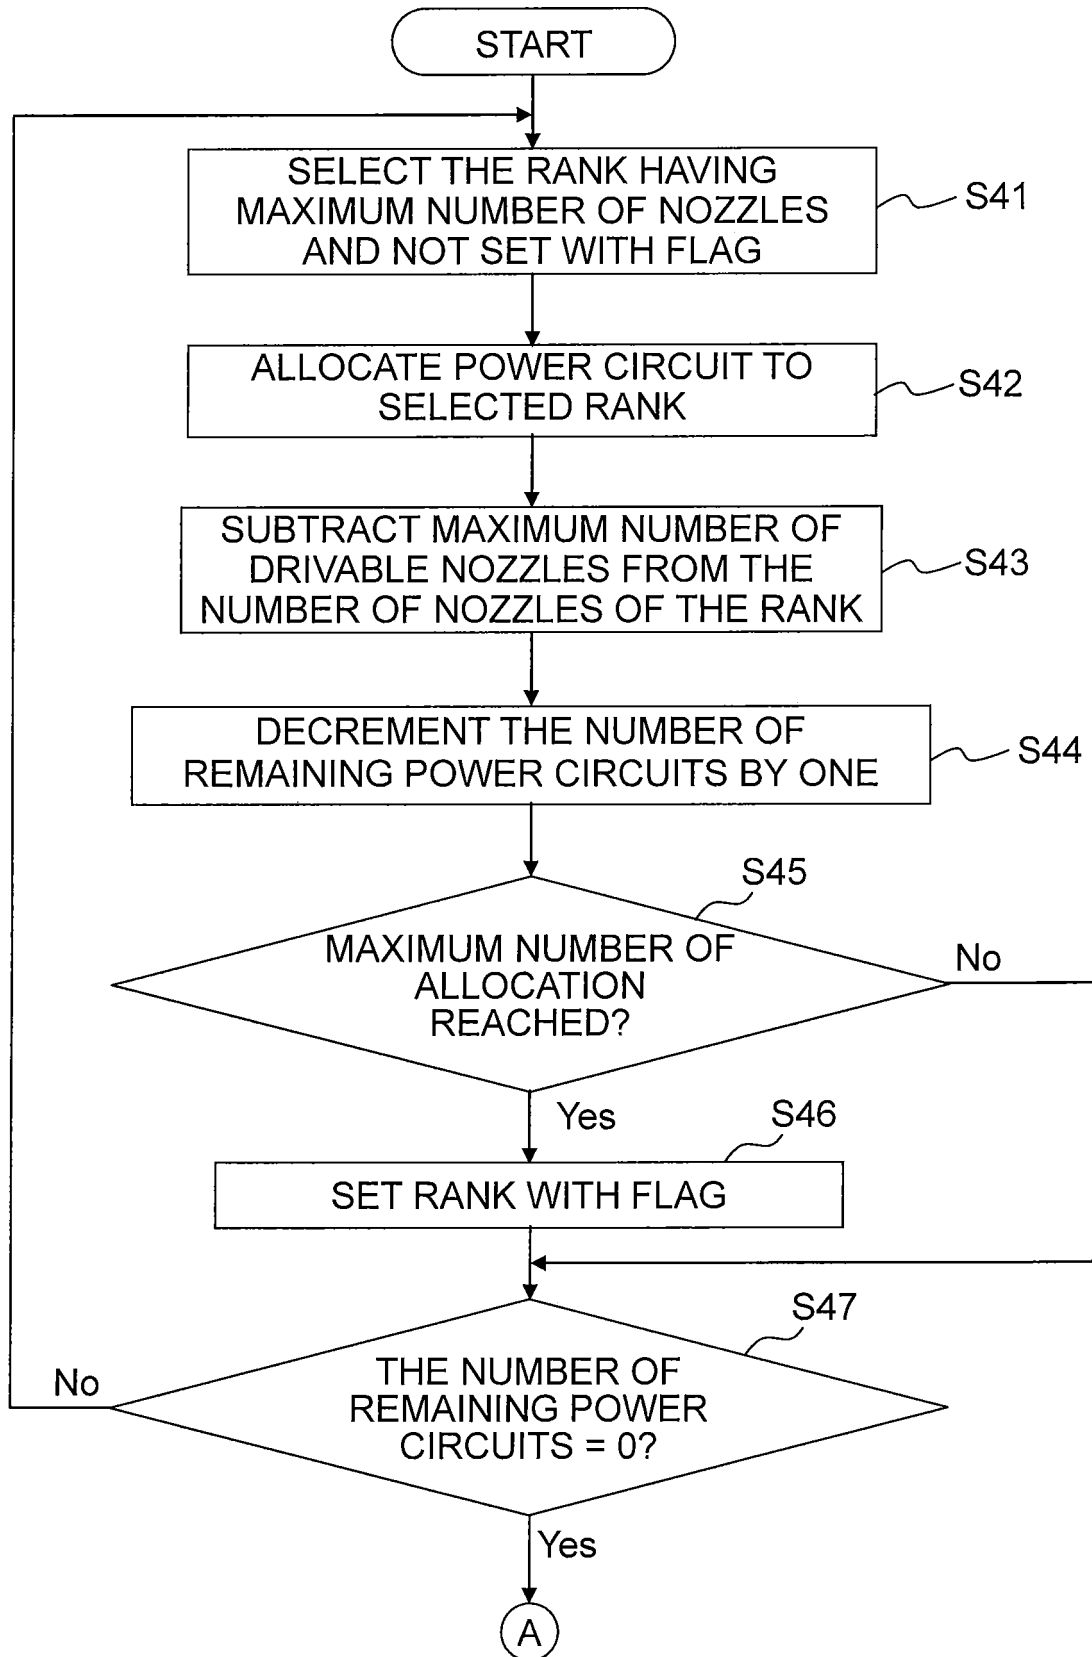 START
SELECT THE RANK HAVING
MAXIMUM NUMBER OF NOZZLES
AND NOT SET WITH FLAG
S41
ALLOCATE POWER CIRCUIT TO
SELECTED RANK
S42
SUBTRACT MAXIMUM NUMBER OF
DRIVABLE NOZZLES FROM THE
NUMBER OF NOZZLES OF THE RANK
S43
DECREMENT THE NUMBER OF
REMAINING POWER CIRCUITS BY ONE
S44
S45
MAXIMUM NUMBER OF
ALLOCATION
REACHED?
No
Yes
S46
SET RANK WITH FLAG
S47
THE NUMBER OF
REMAINING POWER
CIRCUITS = 0?
No
Yes
A